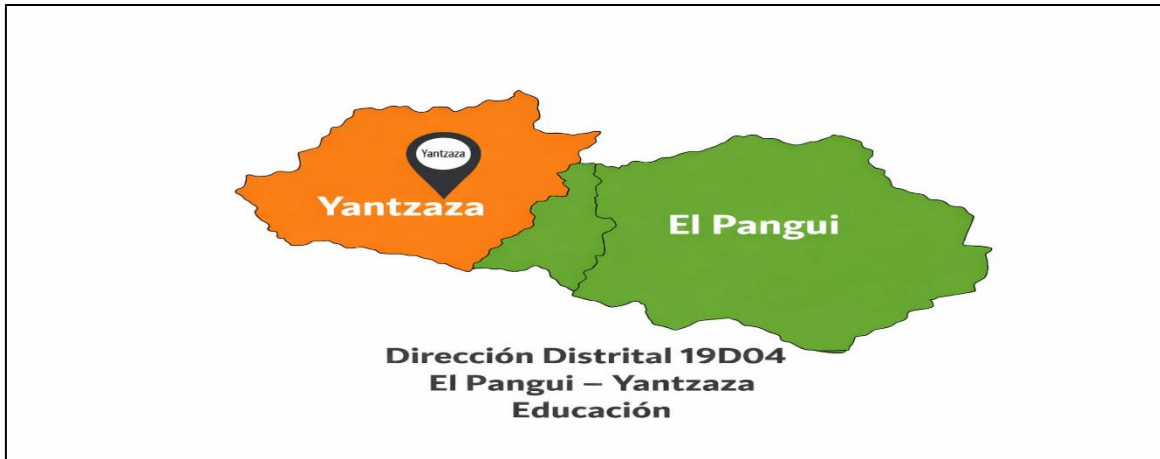 Yantzaza
Yantzaza
El Pangui
Dirección Distrital 19D04
El Pangui – Yantzaza
Educación